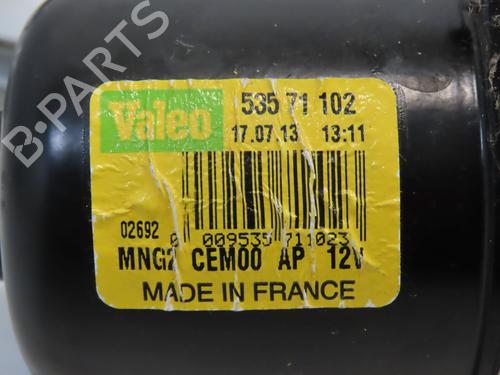 B-PARTS
Valeo
535 71 102
17.07.13 13:11
02692
0 009535 711023
MNG2 CEM00 AP 12V
MADE IN FRANCE